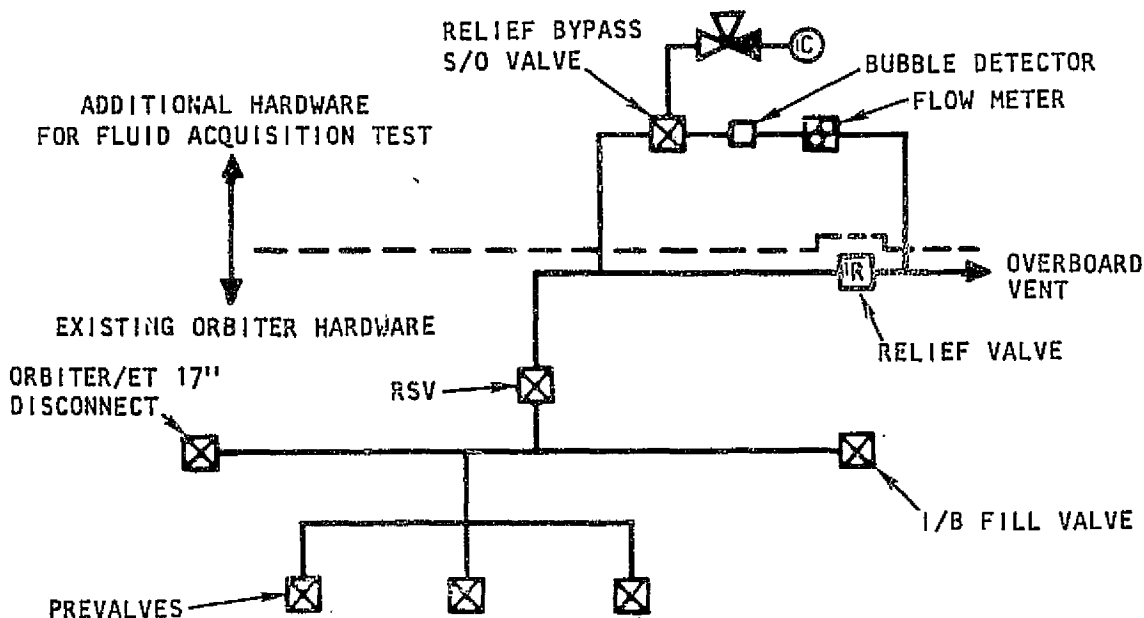 RELIEF BYPASS
S/O VALVE
IC
BUBBLE DETECTOR
FLOW METER
ADDITIONAL HARDWARE
FOR FLUID ACQUISITION TEST
EXISTING ORBITER HARDWARE
R
OVERBOARD
VENT
RELIEF VALVE
ORBITER/ET 17"
DISCONNECT
RSV
I/B FILL VALVE
PREVALVES